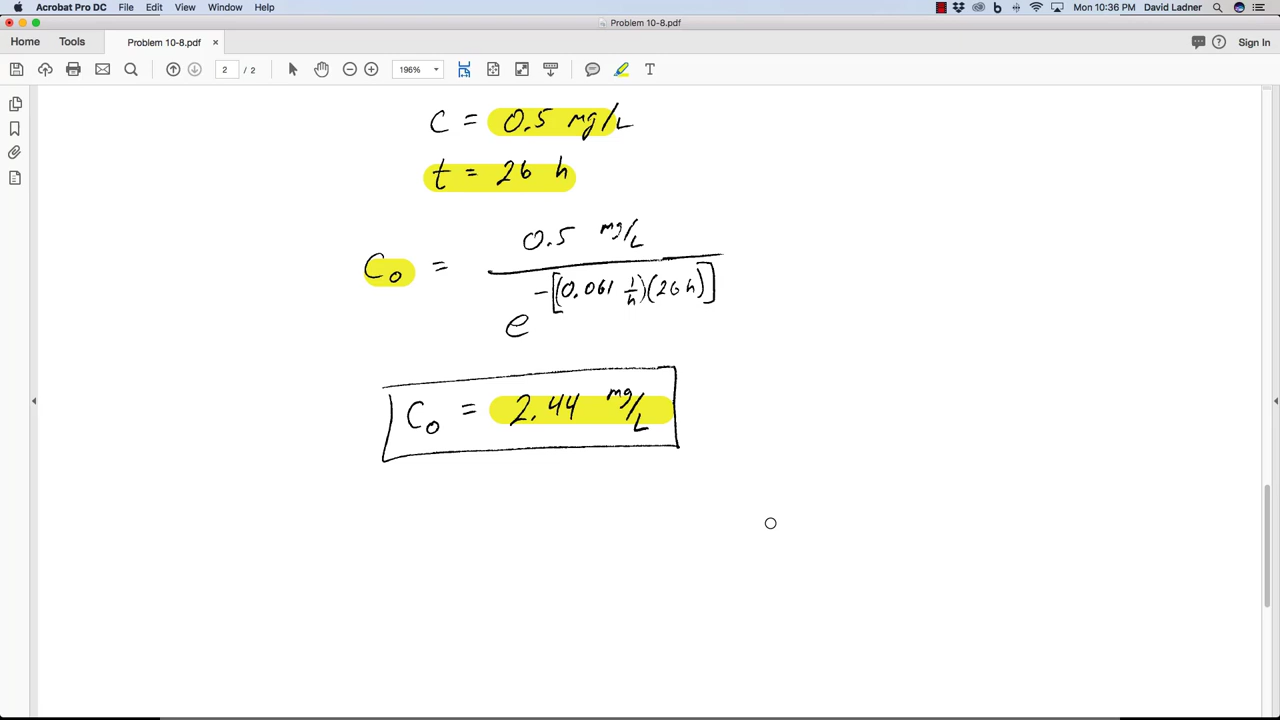 Acrobat Pro DC File Edit View Window Help Mon 10:36 PM David Ladner
Problem 10-8.pdf
Home Tools Problem 10-8.pdf × Sign In
2 / 2 196%
C = 0.5 mg/L
t = 26 h
C₀ = 0.5 mg/L
e^-[(0.061 1/h)(26 h)]
C₀ = 2.44 mg/L